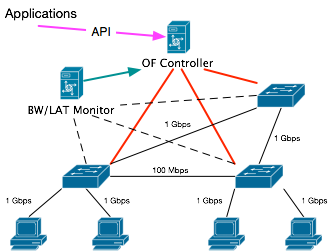 Applications
API
OF Controller
BW/LAT Monitor
1 Gbps
1 Gbps
100 Mbps
1 Gbps
1 Gbps
1 Gbps
1 Gbps